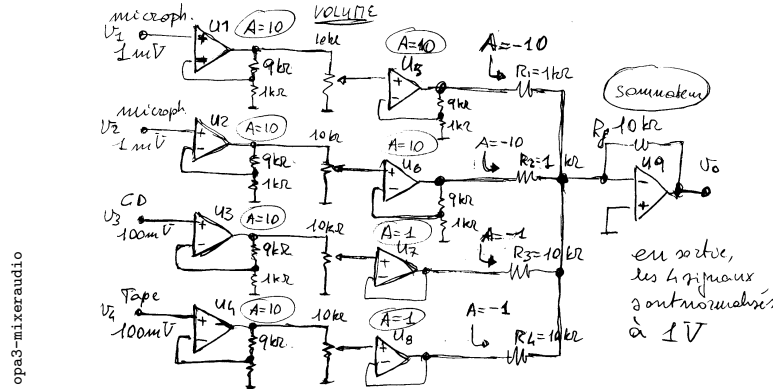 microph.
V1
1mV
U1
A=10
9kΩ
1kΩ
VOLUME
10kΩ
A=10
U5
9kΩ
1kΩ
A=-10
R1=1kΩ
sommateur
microph.
V2
1mV
U2
A=10
9kΩ
1kΩ
10kΩ
A=10
U6
9kΩ
1kΩ
A=-10
R2=1kΩ
Rf 10kΩ
U9
Vo
CD
V3
100mV
U3
A=10
9kΩ
1kΩ
10kΩ
A=1
U7
A=-1
R3=10kΩ
Tape
V4
100mV
U4
A=10
9kΩ
10kΩ
A=1
U8
A=-1
R4=10kΩ
en sortie,
les 4 signaux
sont normalisés
à 1V
opa3-mixeraudio